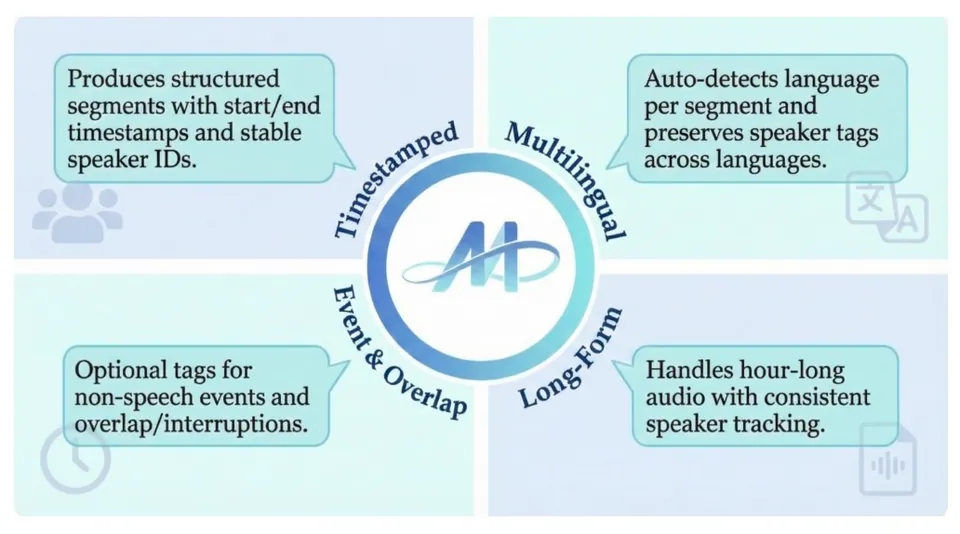 Produces structured
segments with start/end
timestamps and stable
speaker IDs.
Timestamped
Multilingual
Auto-detects language
per segment and
preserves speaker tags
across languages.
文
A
Event & Overlap
Long-Form
Optional tags for
non-speech events and
overlap/interruptions.
Handles hour-long
audio with consistent
speaker tracking.